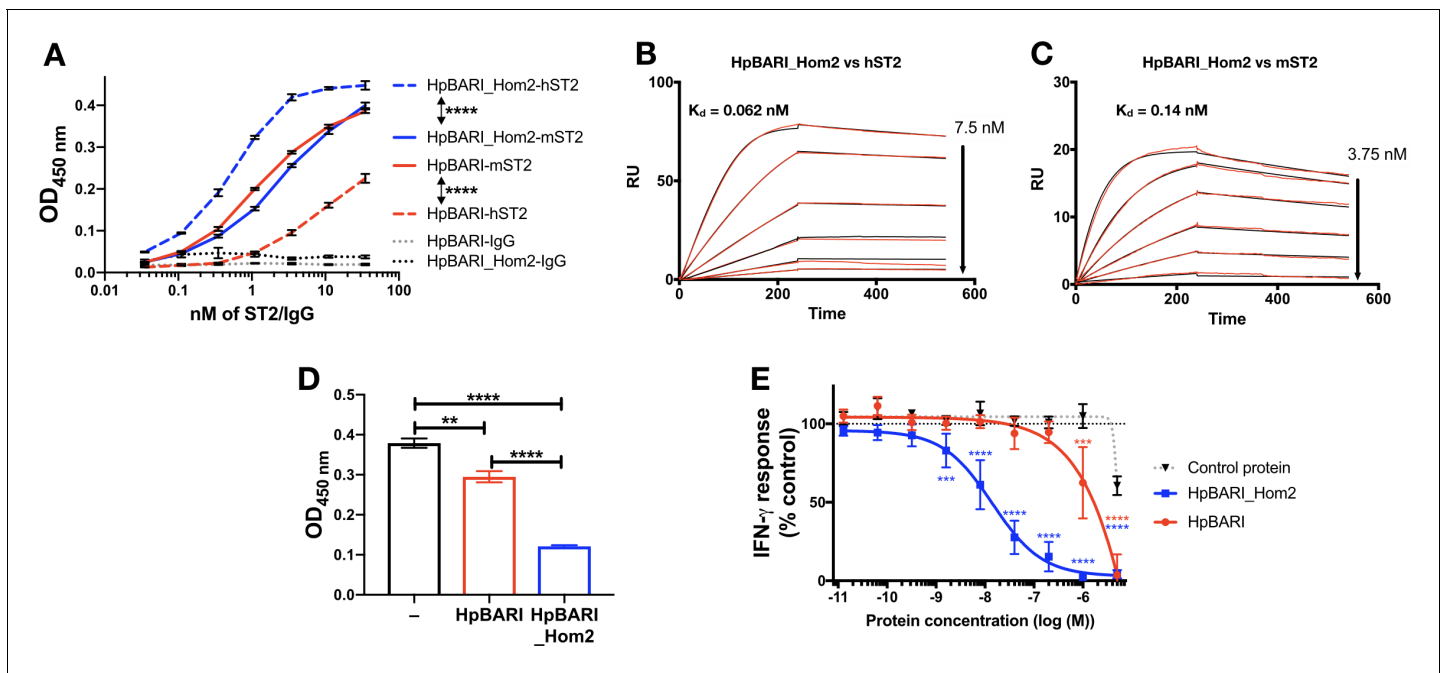 A
OD450 nm
0.4
0.3
0.2
0.1
0.0
0.01 0.1 1 10 100
nM of ST2/IgG
HpBARI_Hom2-hST2
****
HpBARI_Hom2-mST2
HpBARI-mST2
****
HpBARI-hST2
HpBARI-IgG
HpBARI_Hom2-IgG
B
HpBARI_Hom2 vs hST2
Kd = 0.062 nM
7.5 nM
RU
100
50
0
0 200 400 600
Time
C
HpBARI_Hom2 vs mST2
Kd = 0.14 nM
3.75 nM
RU
30
20
10
0
0 200 400 600
Time
D
OD450 nm
0.5
0.4
0.3
0.2
0.1
0.0
****
**
****
– HpBARI HpBARI
_Hom2
E
IFN-γ response
(% control)
100
50
0
***
****
****
****
****
***
****
****
-11 -10 -9 -8 -7 -6
Protein concentration (log (M))
Control protein
HpBARI_Hom2
HpBARI